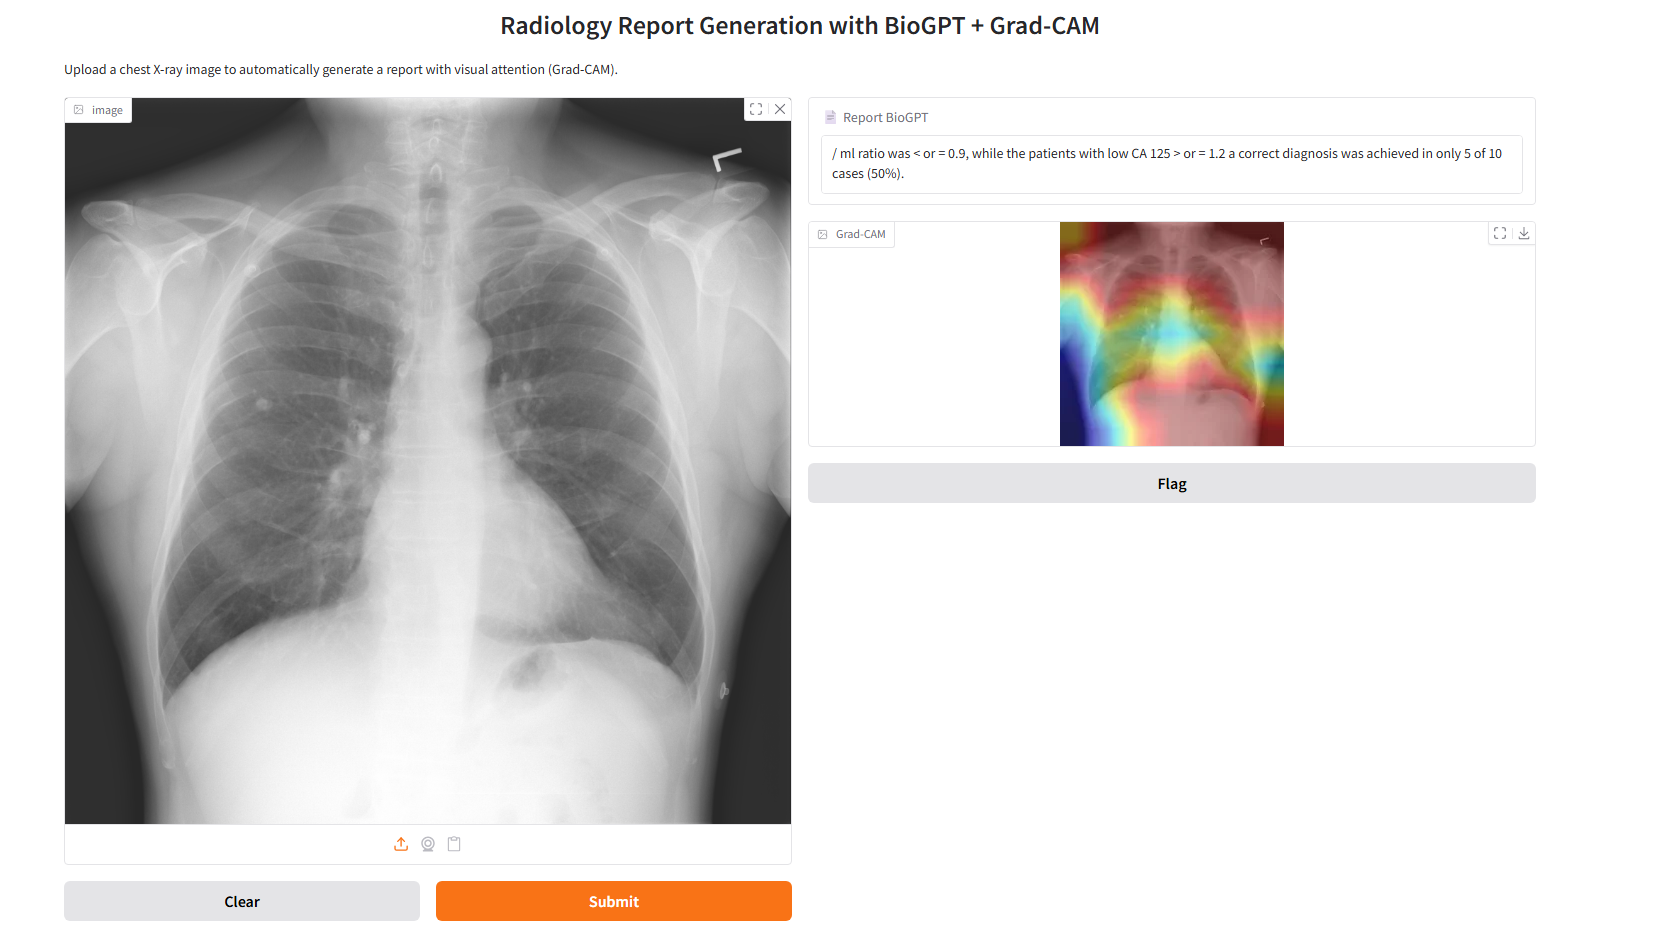 Radiology Report Generation with BioGPT + Grad-CAM
Upload a chest X-ray image to automatically generate a report with visual attention (Grad-CAM).
image
Report BioGPT
/ ml ratio was < or = 0.9, while the patients with low CA 125 > or = 1.2 a correct diagnosis was achieved in only 5 of 10
cases (50%).
Grad-CAM
Flag
Clear
Submit